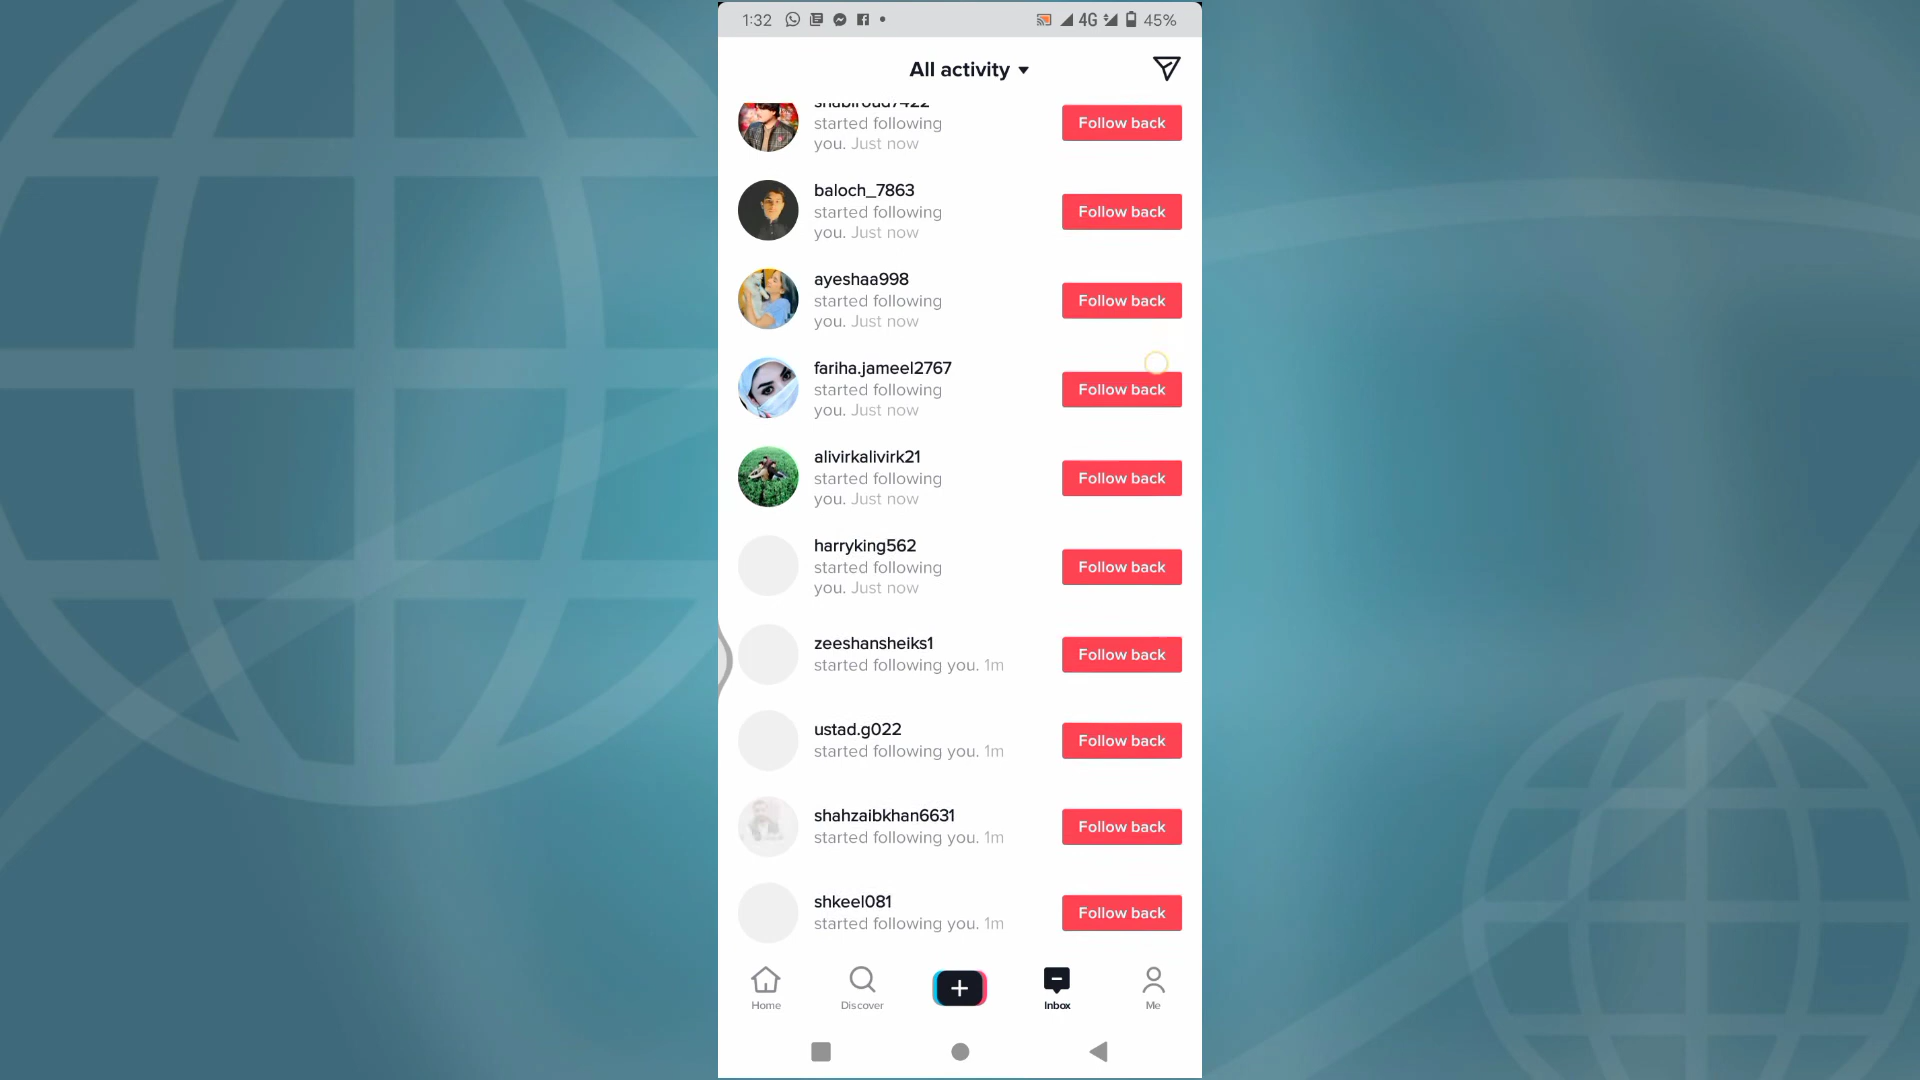 1:32
4G 45%
All activity
shabiroud7422
started following
you. Just now
Follow back
baloch_7863
started following
you. Just now
Follow back
ayeshaa998
started following
you. Just now
Follow back
fariha.jameel2767
started following
you. Just now
Follow back
alivirkalivirk21
started following
you. Just now
Follow back
harryking562
started following
you. Just now
Follow back
zeeshansheiks1
started following you. 1m
Follow back
ustad.g022
started following you. 1m
Follow back
shahzaibkhan6631
started following you. 1m
Follow back
shkeel081
started following you. 1m
Follow back
Home
Discover
Inbox
Me